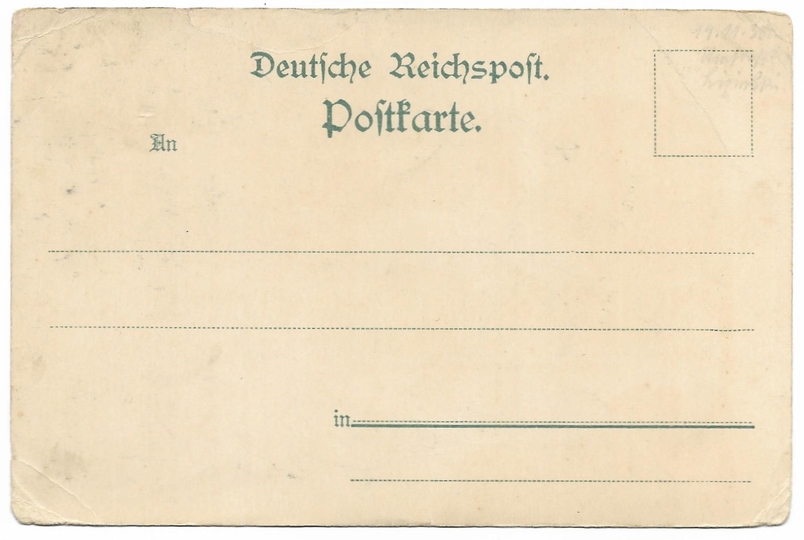 Deutſche Reichspoſt.
Poſtkarte.
An
in